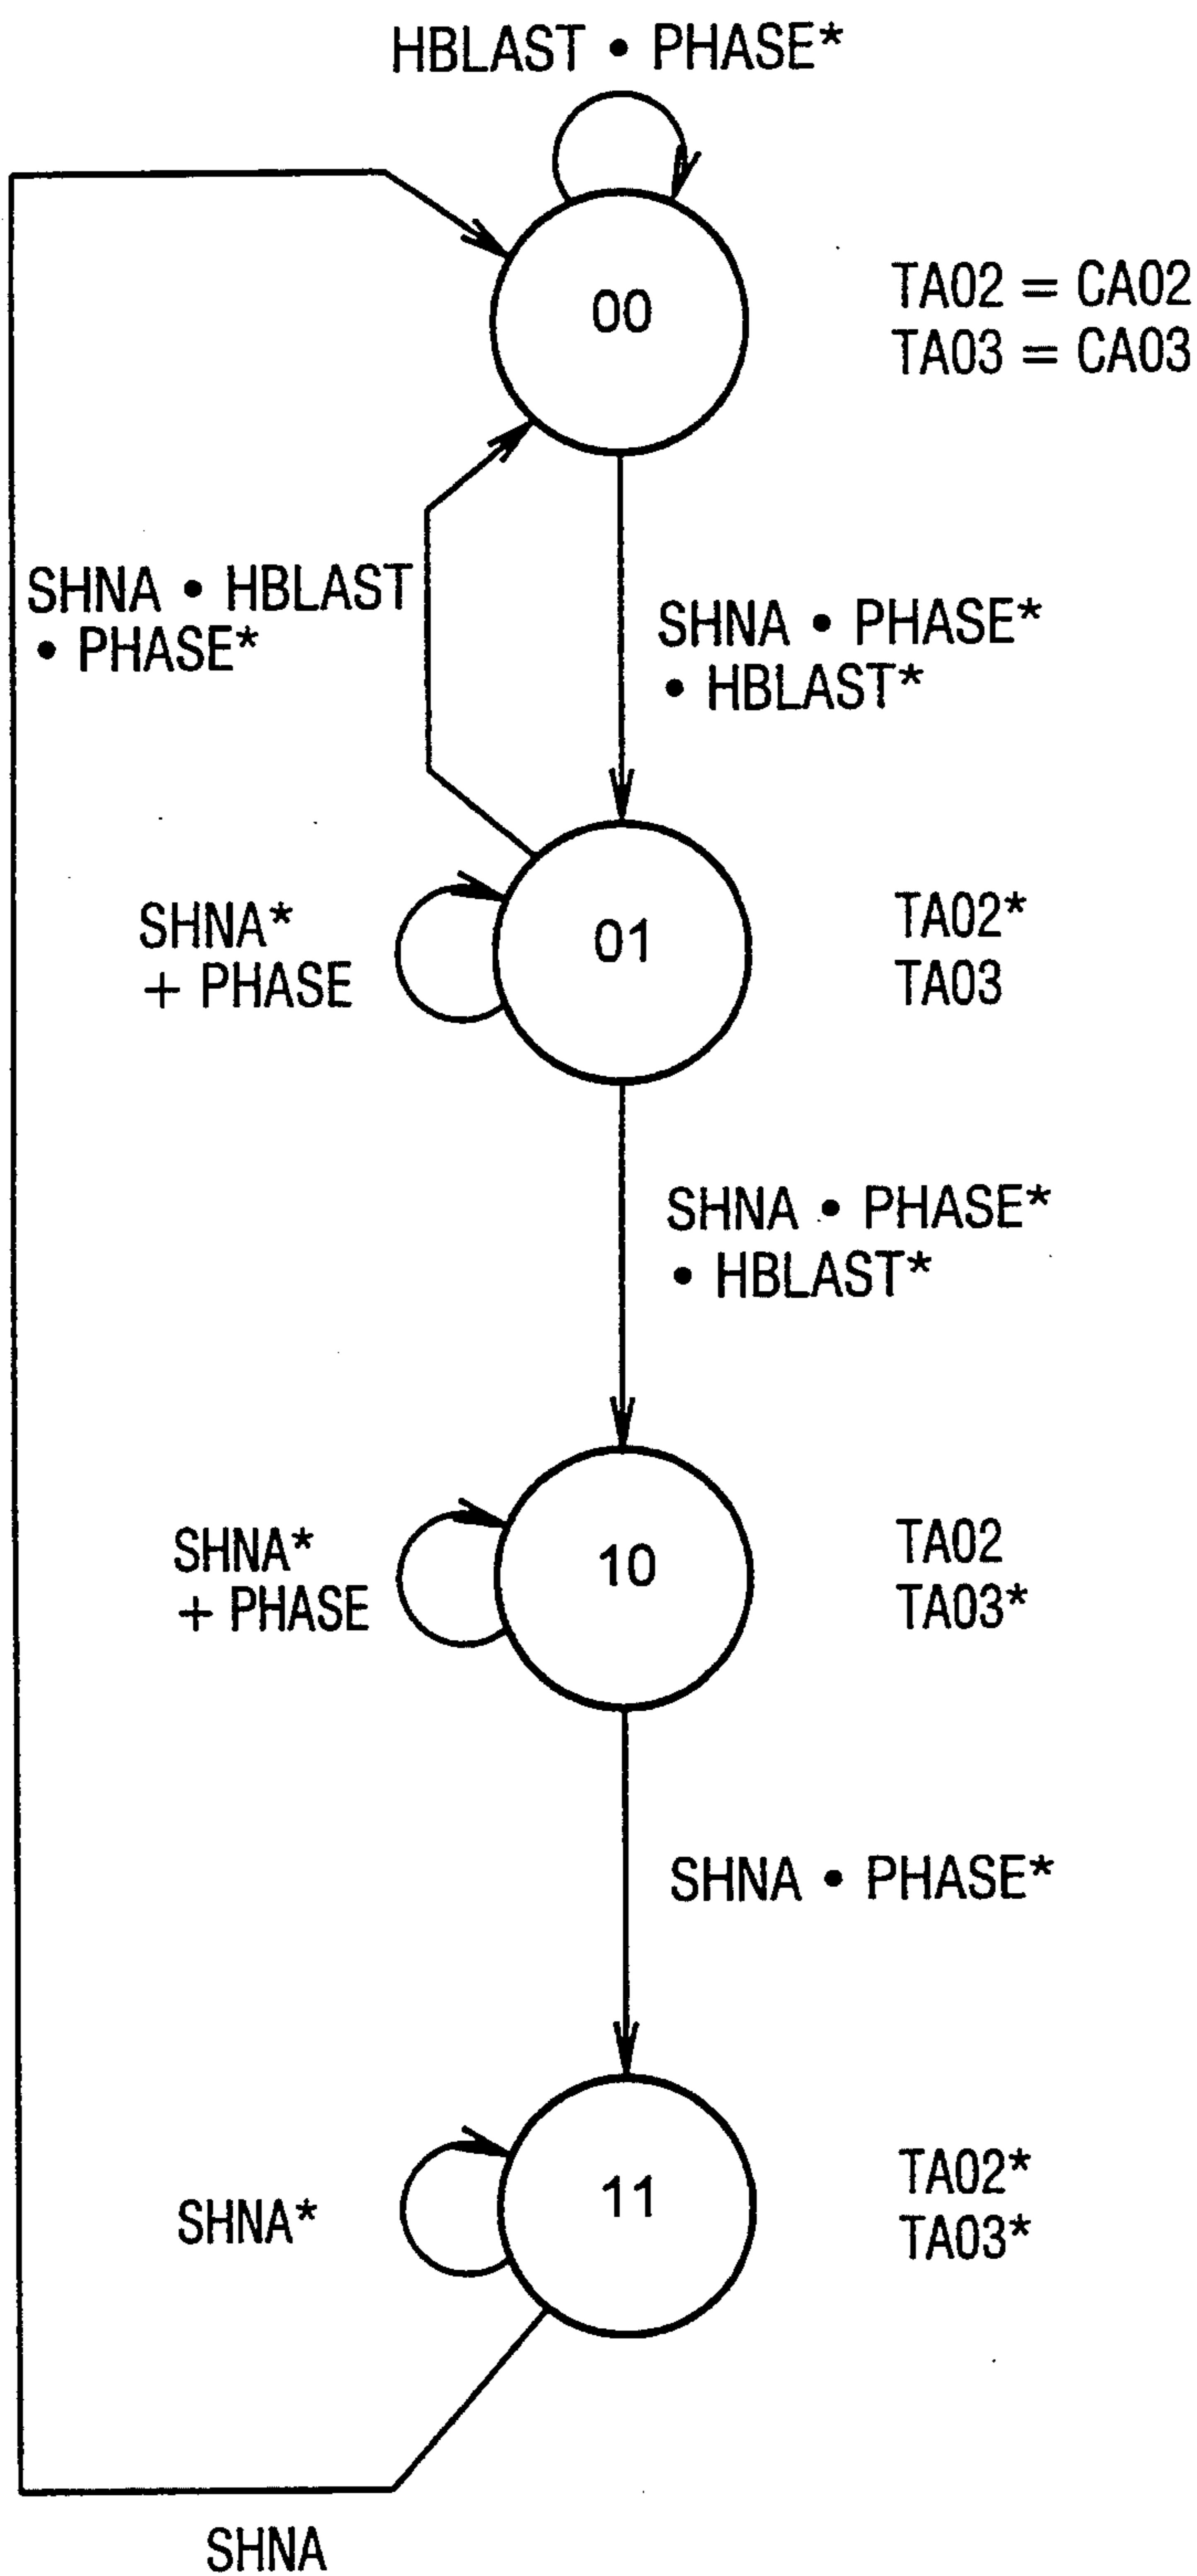 HBLAST • PHASE*
00
TA02 = CA02
TA03 = CA03
SHNA • HBLAST
• PHASE*
SHNA • PHASE*
• HBLAST*
SHNA*
+ PHASE
01
TA02*
TA03
SHNA • PHASE*
• HBLAST*
SHNA*
+ PHASE
10
TA02
TA03*
SHNA • PHASE*
SHNA*
11
TA02*
TA03*
SHNA